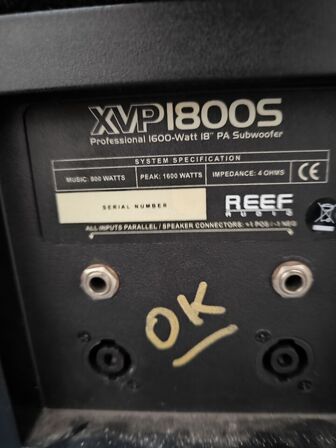 XVP1800S
Professional 1600-Watt 18" PA Subwoofer
SYSTEM SPECIFICATION
MUSIC: 800 WATTS PEAK: 1600 WATTS IMPEDANCE: 4 OHMS CE
SERIAL NUMBER
REEF
AUDIO
ALL INPUTS PARALLEL / SPEAKER CONNECTORS: +1 POS / -1 NEG
OK